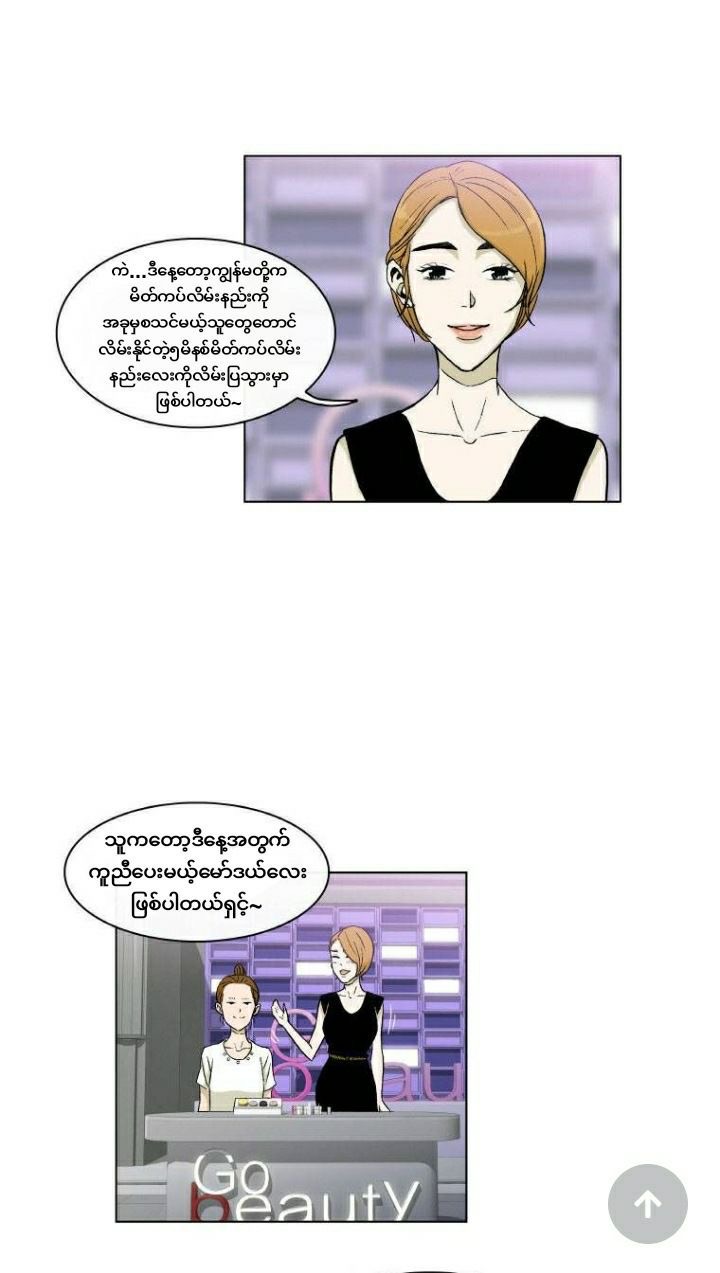 ကဲ...ဒီနေ့တော့ကျွန်မတို့က
မိတ်ကပ်လိမ်းနည်းကို
အခုမှစသင်မယ့်သူတွေတောင်
လိမ်းနိုင်တဲ့၅မိနစ်မိတ်ကပ်လိမ်း
နည်းလေးကိုလိမ်းပြသွားမှာ
ဖြစ်ပါတယ်~
သူကတော့ဒီနေ့အတွက်
ကူညီပေးမယ့်မော်ဒယ်လေး
ဖြစ်ပါတယ်ရှင့်~
Go
beauty